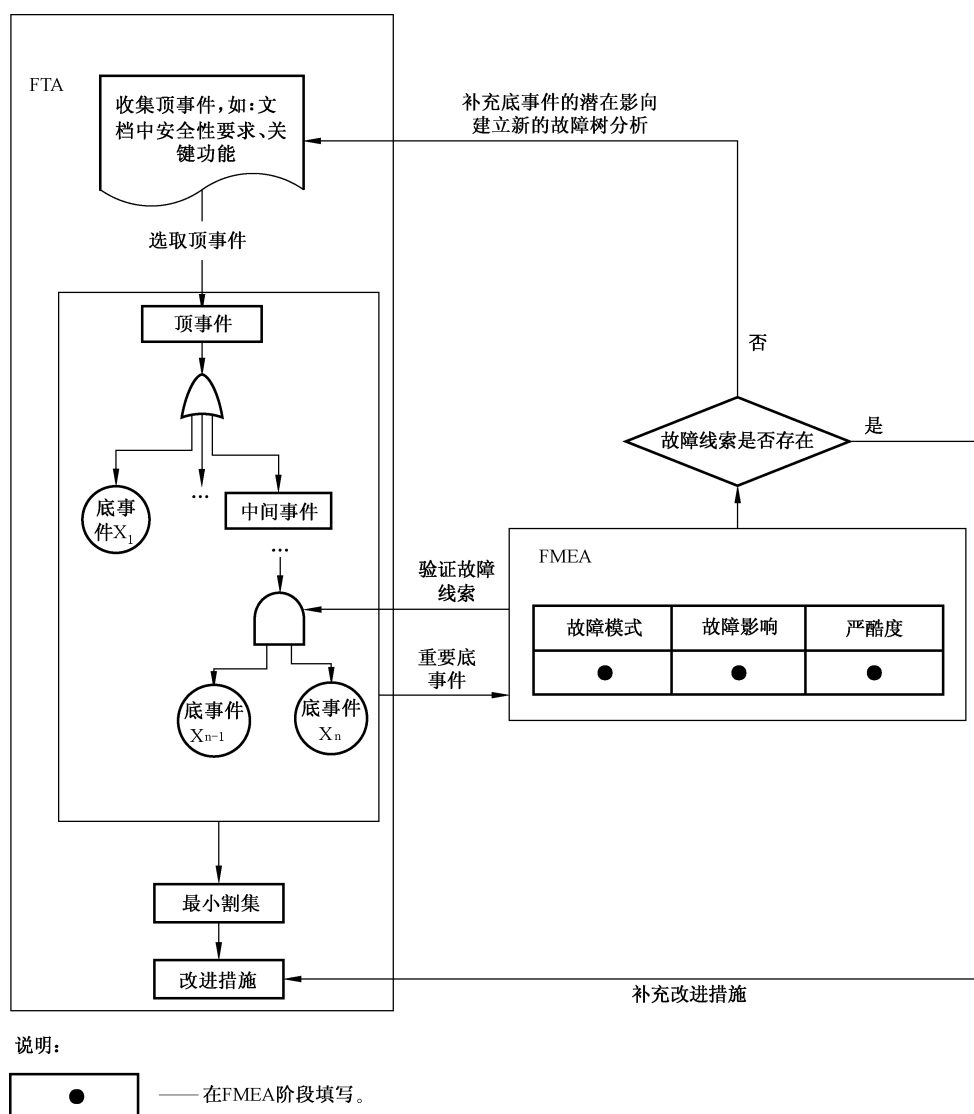 FTA
收集顶事件,如:文
档中安全性要求、关
键功能
补充底事件的潜在影向
建立新的故障树分析
选取顶事件
顶事件
否
故障线索是否存在
是
底事
件X1
…
中间事件
…
验证故障
线索
FMEA
故障模式 故障影响 严酷度
● ● ●
重要底
事件
底事件
Xn-1
底事件
Xn
最小割集
改进措施
补充改进措施
说明:
● ——在FMEA阶段填写。